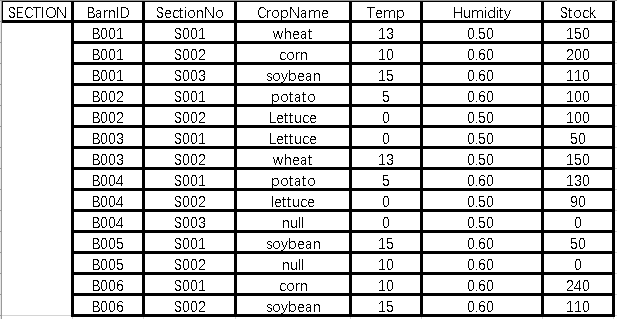 SECTION BarnID SectionNo CropName Temp Humidity Stock
B001 S001 wheat 13 0.50 150
B001 S002 corn 10 0.60 200
B001 S003 soybean 15 0.60 110
B002 S001 potato 5 0.60 100
B002 S002 Lettuce 0 0.50 100
B003 S001 Lettuce 0 0.50 50
B003 S002 wheat 13 0.50 150
B004 S001 potato 5 0.60 130
B004 S002 lettuce 0 0.50 90
B004 S003 null 0 0.50 0
B005 S001 soybean 15 0.60 50
B005 S002 null 10 0.60 0
B006 S001 corn 10 0.60 240
B006 S002 soybean 15 0.60 110